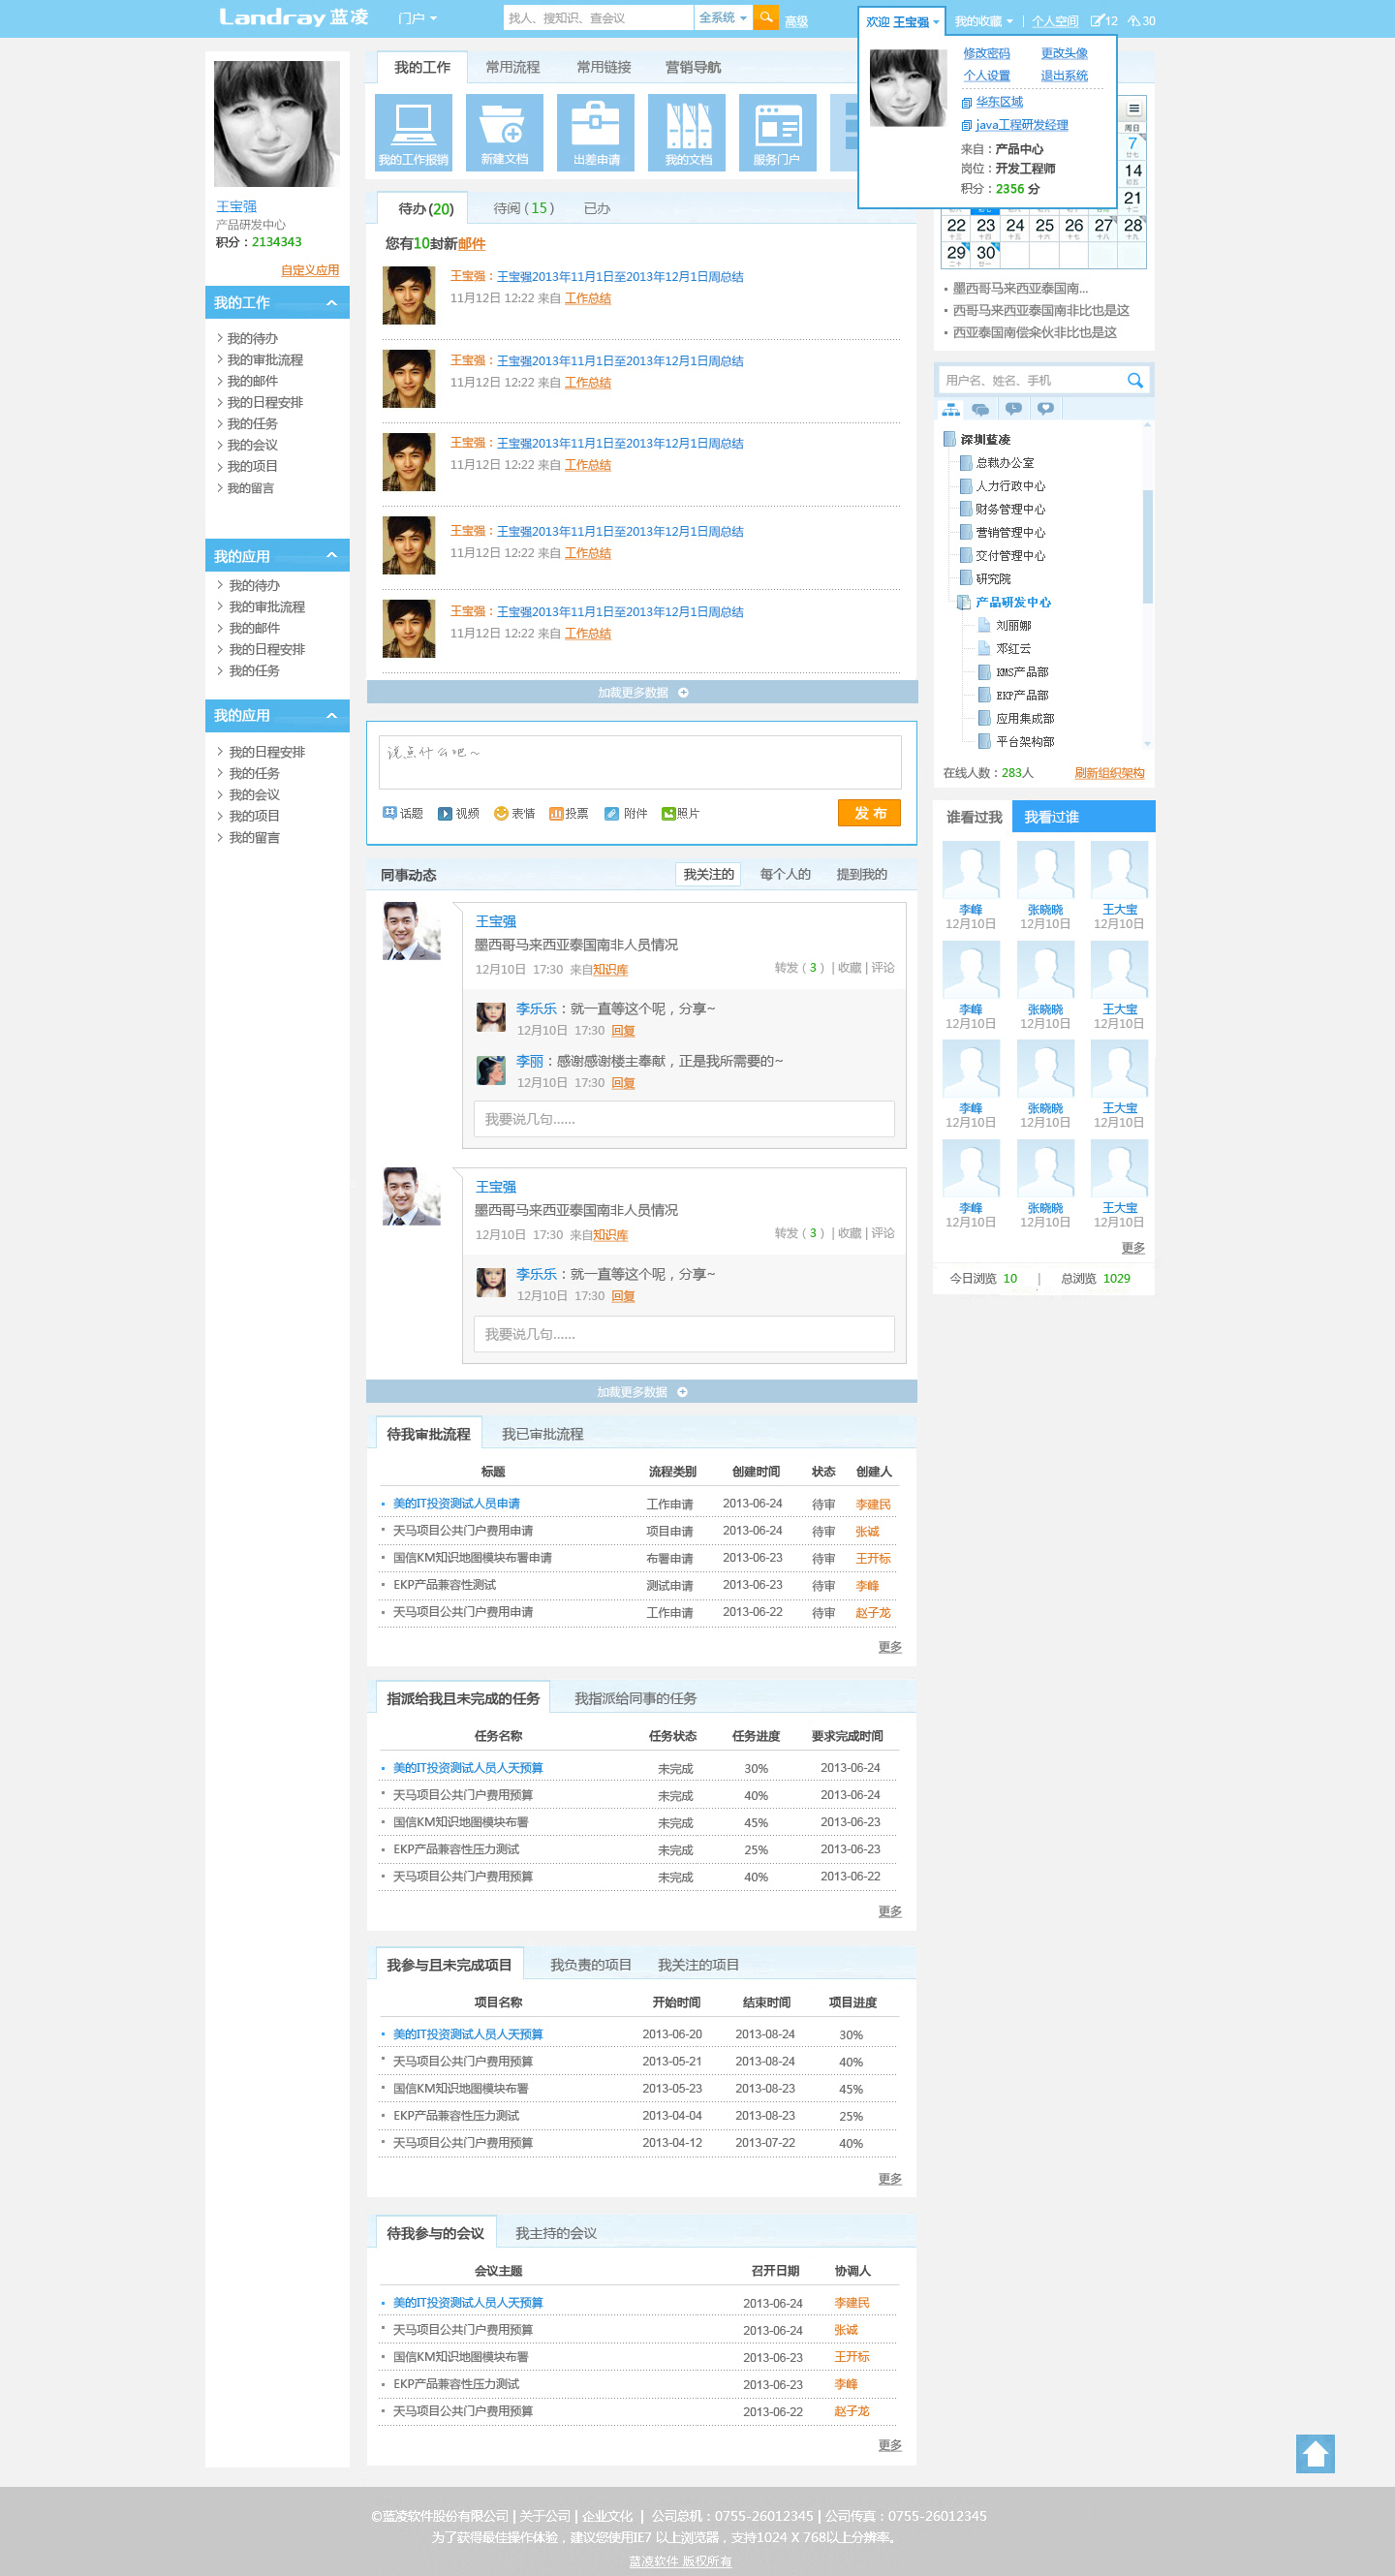 Landray 蓝凌 门户 找人、搜知识、查会议 全系统 高级 欢迎 王宝强 我的收藏 | 个人空间 12 30
修改密码 更改头像
个人设置 退出系统
华东区域
java工程研发经理
来自：产品中心
岗位：开发工程师
积分：2356 分
王宝强
产品研发中心
积分：2134343
自定义应用
我的工作
我的待办
我的审批流程
我的邮件
我的日程安排
我的任务
我的会议
我的项目
我的留言
我的应用
我的待办
我的审批流程
我的邮件
我的日程安排
我的任务
我的应用
我的日程安排
我的任务
我的会议
我的项目
我的留言
我的工作 常用流程 常用链接 营销导航
我的工作报销 新建文档 出差申请 我的文档 服务门户
待办(20) 待阅(15) 已办
您有10封新邮件
王宝强：王宝强2013年11月1日至2013年12月1日周总结
11月12日 12:22 来自 工作总结
王宝强：王宝强2013年11月1日至2013年12月1日周总结
11月12日 12:22 来自 工作总结
王宝强：王宝强2013年11月1日至2013年12月1日周总结
11月12日 12:22 来自 工作总结
王宝强：王宝强2013年11月1日至2013年12月1日周总结
11月12日 12:22 来自 工作总结
王宝强：王宝强2013年11月1日至2013年12月1日周总结
11月12日 12:22 来自 工作总结
加载更多数据
说点什么吧~
话题 视频 表情 投票 附件 照片 发布
同事动态 我关注的 每个人的 提到我的
王宝强
墨西哥马来西亚泰国南非人员情况
12月10日 17:30 来自知识库 转发（3）| 收藏 | 评论
李乐乐：就一直等这个呢，分享~
12月10日 17:30 回复
李丽：感谢感谢楼主奉献，正是我所需要的~
12月10日 17:30 回复
我要说几句......
王宝强
墨西哥马来西亚泰国南非人员情况
12月10日 17:30 来自知识库 转发（3）| 收藏 | 评论
李乐乐：就一直等这个呢，分享~
12月10日 17:30 回复
我要说几句......
加载更多数据
待我审批流程 我已审批流程
标题 流程类别 创建时间 状态 创建人
美的IT投资测试人员申请 工作申请 2013-06-24 待审 李建民
天马项目公共门户费用申请 项目申请 2013-06-24 待审 张诚
国信KM知识地图模块布署申请 布署申请 2013-06-23 待审 王开标
EKP产品兼容性测试 测试申请 2013-06-23 待审 李峰
天马项目公共门户费用申请 工作申请 2013-06-22 待审 赵子龙
更多
指派给我且未完成的任务 我指派给同事的任务
任务名称 任务状态 任务进度 要求完成时间
美的IT投资测试人员人天预算 未完成 30% 2013-06-24
天马项目公共门户费用预算 未完成 40% 2013-06-24
国信KM知识地图模块布署 未完成 45% 2013-06-23
EKP产品兼容性压力测试 未完成 25% 2013-06-23
天马项目公共门户费用预算 未完成 40% 2013-06-22
更多
我参与且未完成项目 我负责的项目 我关注的项目
项目名称 开始时间 结束时间 项目进度
美的IT投资测试人员人天预算 2013-06-20 2013-08-24 30%
天马项目公共门户费用预算 2013-05-21 2013-08-24 40%
国信KM知识地图模块布署 2013-05-23 2013-08-23 45%
EKP产品兼容性压力测试 2013-04-04 2013-08-23 25%
天马项目公共门户费用预算 2013-04-12 2013-07-22 40%
更多
待我参与的会议 我主持的会议
会议主题 召开日期 协调人
美的IT投资测试人员人天预算 2013-06-24 李建民
天马项目公共门户费用预算 2013-06-24 张诚
国信KM知识地图模块布署 2013-06-23 王开标
EKP产品兼容性压力测试 2013-06-23 李峰
天马项目公共门户费用预算 2013-06-22 赵子龙
更多
周日
7
廿七
14
初五
21
十二
22 23 24 25 26 27 28
十三 十四 十五 十六 十七 十八 十九
29 30
二十 廿一
墨西哥马来西亚泰国南...
西哥马来西亚泰国南非比也是这
西亚泰国南偿籴伙非比也是这
用户名、姓名、手机
深圳蓝凌
总裁办公室
人力行政中心
财务管理中心
营销管理中心
交付管理中心
研究院
产品研发中心
刘丽娜
邓红云
KMS产品部
EKP产品部
应用集成部
平台架构部
在线人数：283人 刷新组织架构
谁看过我 我看过谁
李峰 张晓晓 王大宝
12月10日 12月10日 12月10日
李峰 张晓晓 王大宝
12月10日 12月10日 12月10日
李峰 张晓晓 王大宝
12月10日 12月10日 12月10日
李峰 张晓晓 王大宝
12月10日 12月10日 12月10日
更多
今日浏览 10 | 总浏览 1029
©蓝凌软件股份有限公司 | 关于公司 | 企业文化 | 公司总机：0755-26012345 | 公司传真：0755-26012345
为了获得最佳操作体验，建议您使用IE7 以上浏览器，支持1024 X 768以上分辨率。
蓝凌软件 版权所有